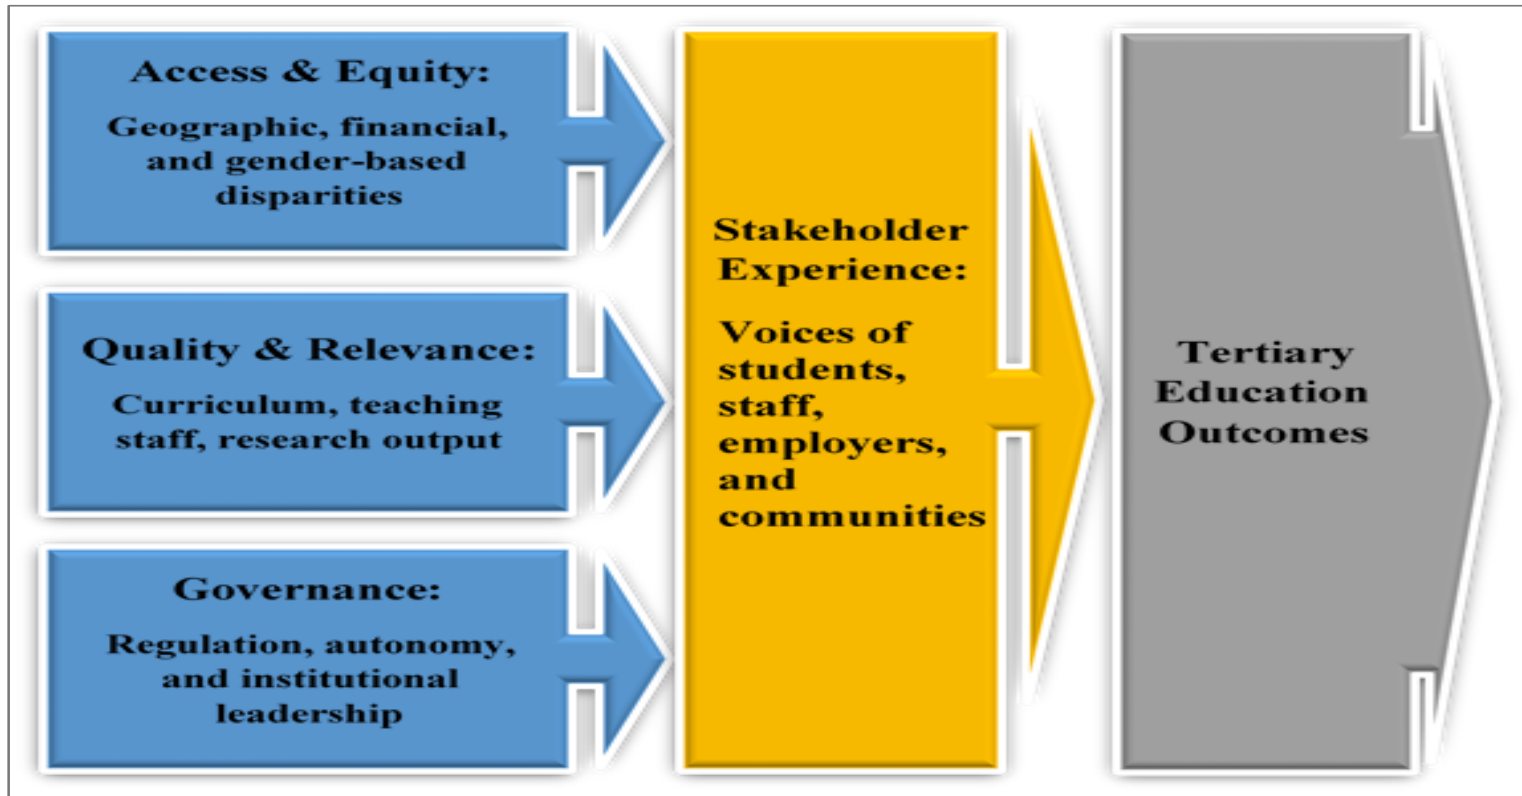 Access & Equity:
Geographic, financial,
and gender-based
disparities
Quality & Relevance:
Curriculum, teaching
staff, research output
Governance:
Regulation, autonomy,
and institutional
leadership
Stakeholder
Experience:
Voices of
students,
staff,
employers,
and
communities
Tertiary
Education
Outcomes